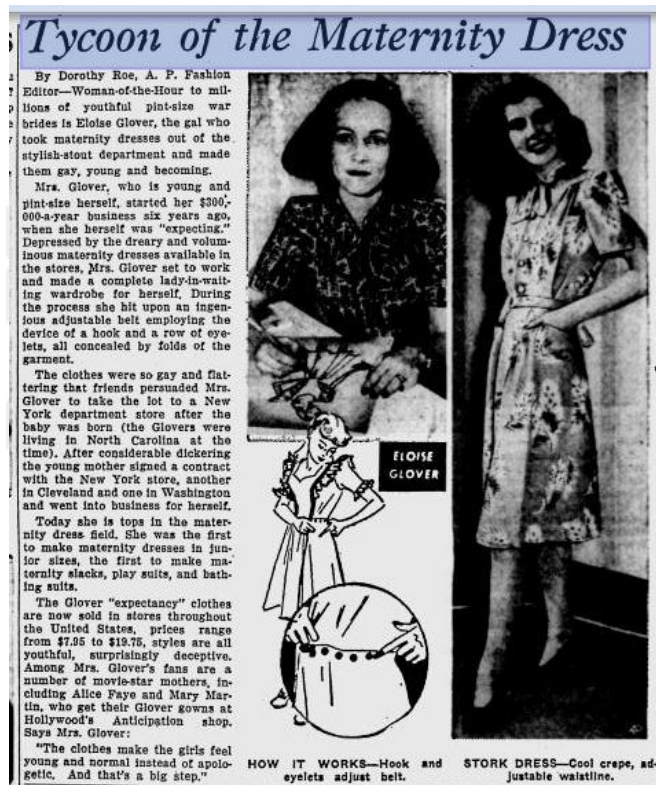 Tycoon of the Maternity Dress
By Dorothy Roe, A. P. Fashion
Editor—Woman-of-the-Hour to mil-
lions of youthful pint-size war
brides is Eloise Glover, the gal who
took maternity dresses out of the
stylish-stout department and made
them gay, young and becoming.
Mrs. Glover, who is young and
pint-size herself, started her $300,-
000-a-year business six years ago,
when she herself was "expecting."
Depressed by the dreary and volum-
inous maternity dresses available in
the stores, Mrs. Glover set to work
and made a complete lady-in-wait-
ing wardrobe for herself. During
the process she hit upon an ingen-
ious adjustable belt employing the
device of a hook and a row of eye-
lets, all concealed by folds of the
garment.
The clothes were so gay and flat-
tering that friends persuaded Mrs.
Glover to take the lot to a New
York department store after the
baby was born (the Glovers were
living in North Carolina at the
time). After considerable dickering
the young mother signed a contract
with the New York store, another
in Cleveland and one in Washington
and went into business for herself.
Today she is tops in the mater-
nity dress field. She was the first
to make maternity dresses in jun-
ior sizes, the first to make ma-
ternity slacks, play suits, and bath-
ing suits.
The Glover "expectancy" clothes
are now sold in stores throughout
the United States, prices range
from $7.95 to $19.75, styles are all
youthful, surprisingly deceptive.
Among Mrs. Glover's fans are a
number of movie-star mothers, in-
cluding Alice Faye and Mary Mar-
tin, who get their Glover gowns at
Hollywood's Anticipation shop.
Says Mrs. Glover:
"The clothes make the girls feel
young and normal instead of apolo-
getic. And that's a big step."
ELOISE
GLOVER
HOW IT WORKS—Hook and
eyelets adjust belt.
STORK DRESS—Cool crepe, ad-
justable waistline.